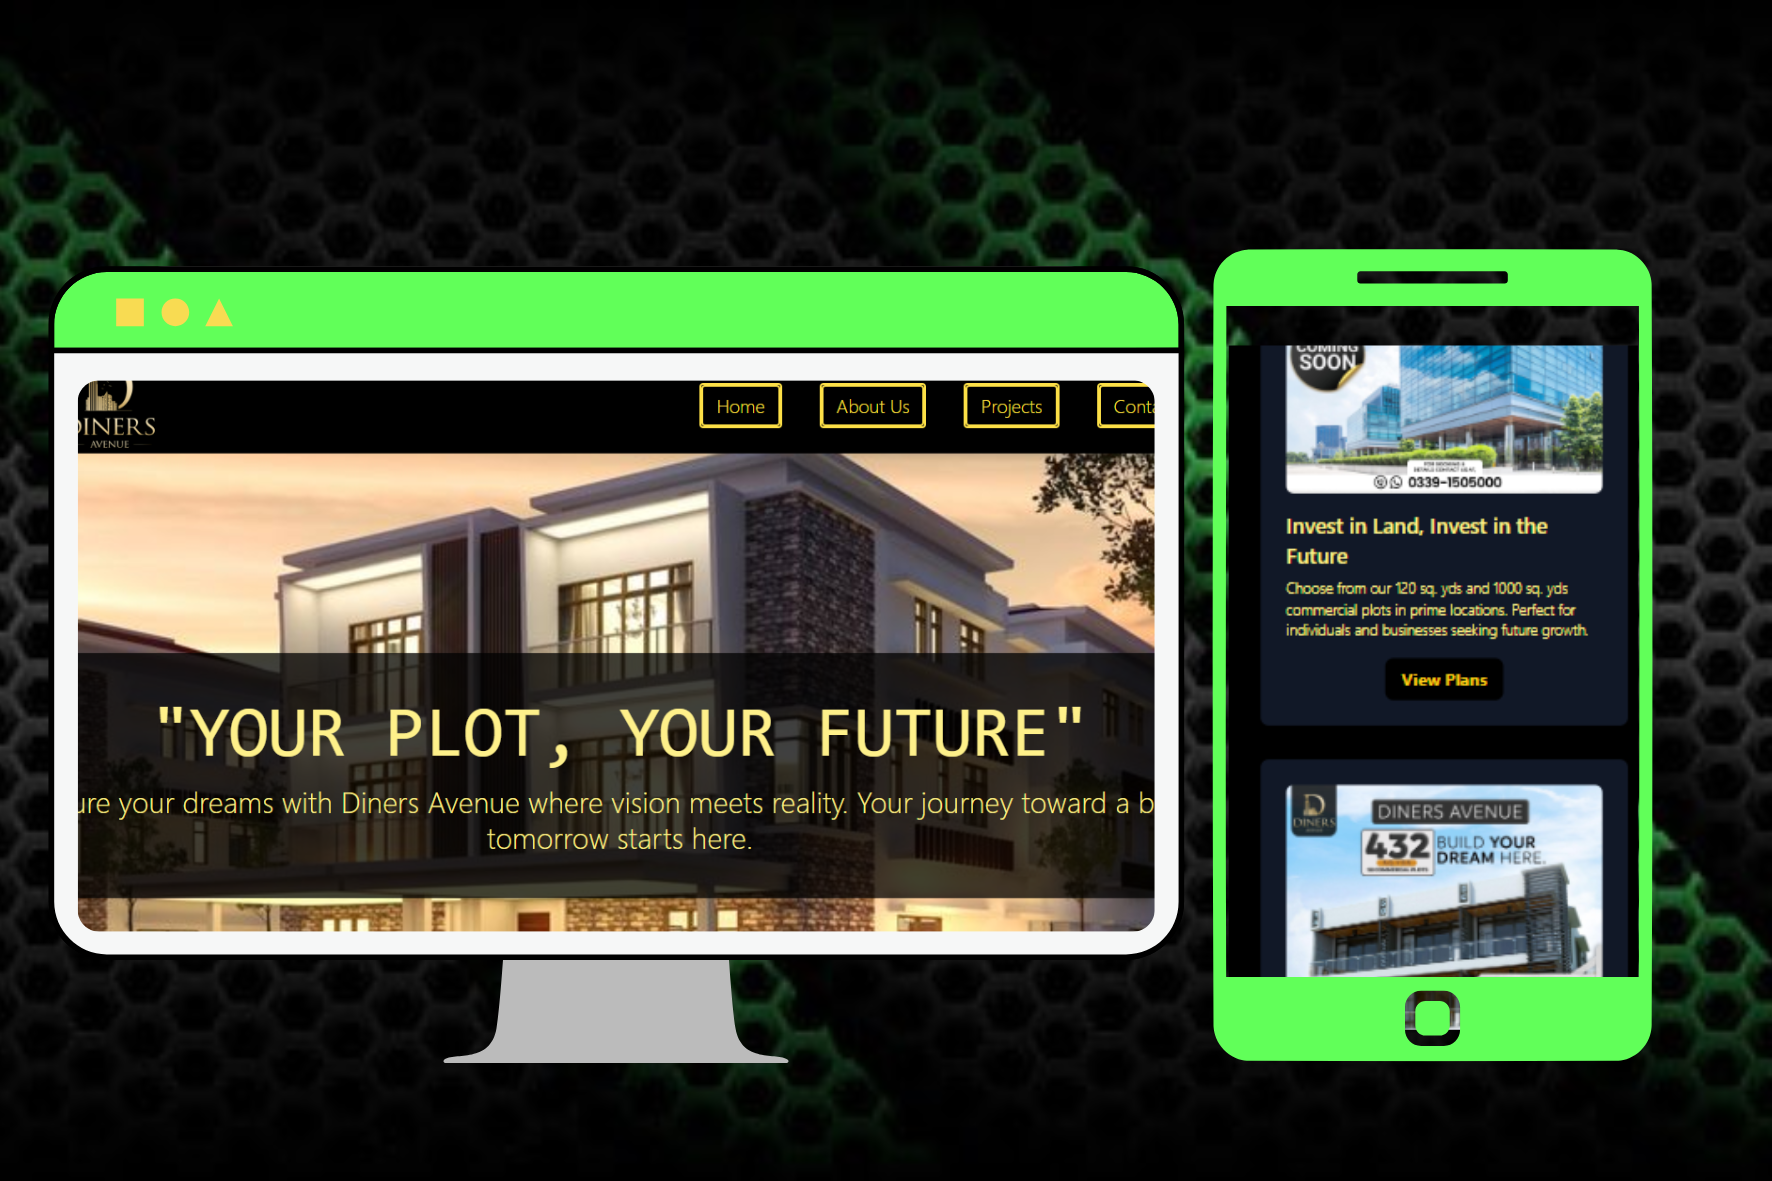 DINERS
AVENUE
Home
About Us
Projects
Conta
"YOUR PLOT, YOUR FUTURE"
ure your dreams with Diners Avenue where vision meets reality. Your journey toward a b
tomorrow starts here.
COMING
SOON
0339-1505000
Invest in Land, Invest in the
Future
Choose from our 120 sq. yds and 1000 sq. yds
commercial plots in prime locations. Perfect for
individuals and businesses seeking future growth.
View Plans
D
DINERS
DINERS AVENUE
432
BUILD YOUR
DREAM HERE.